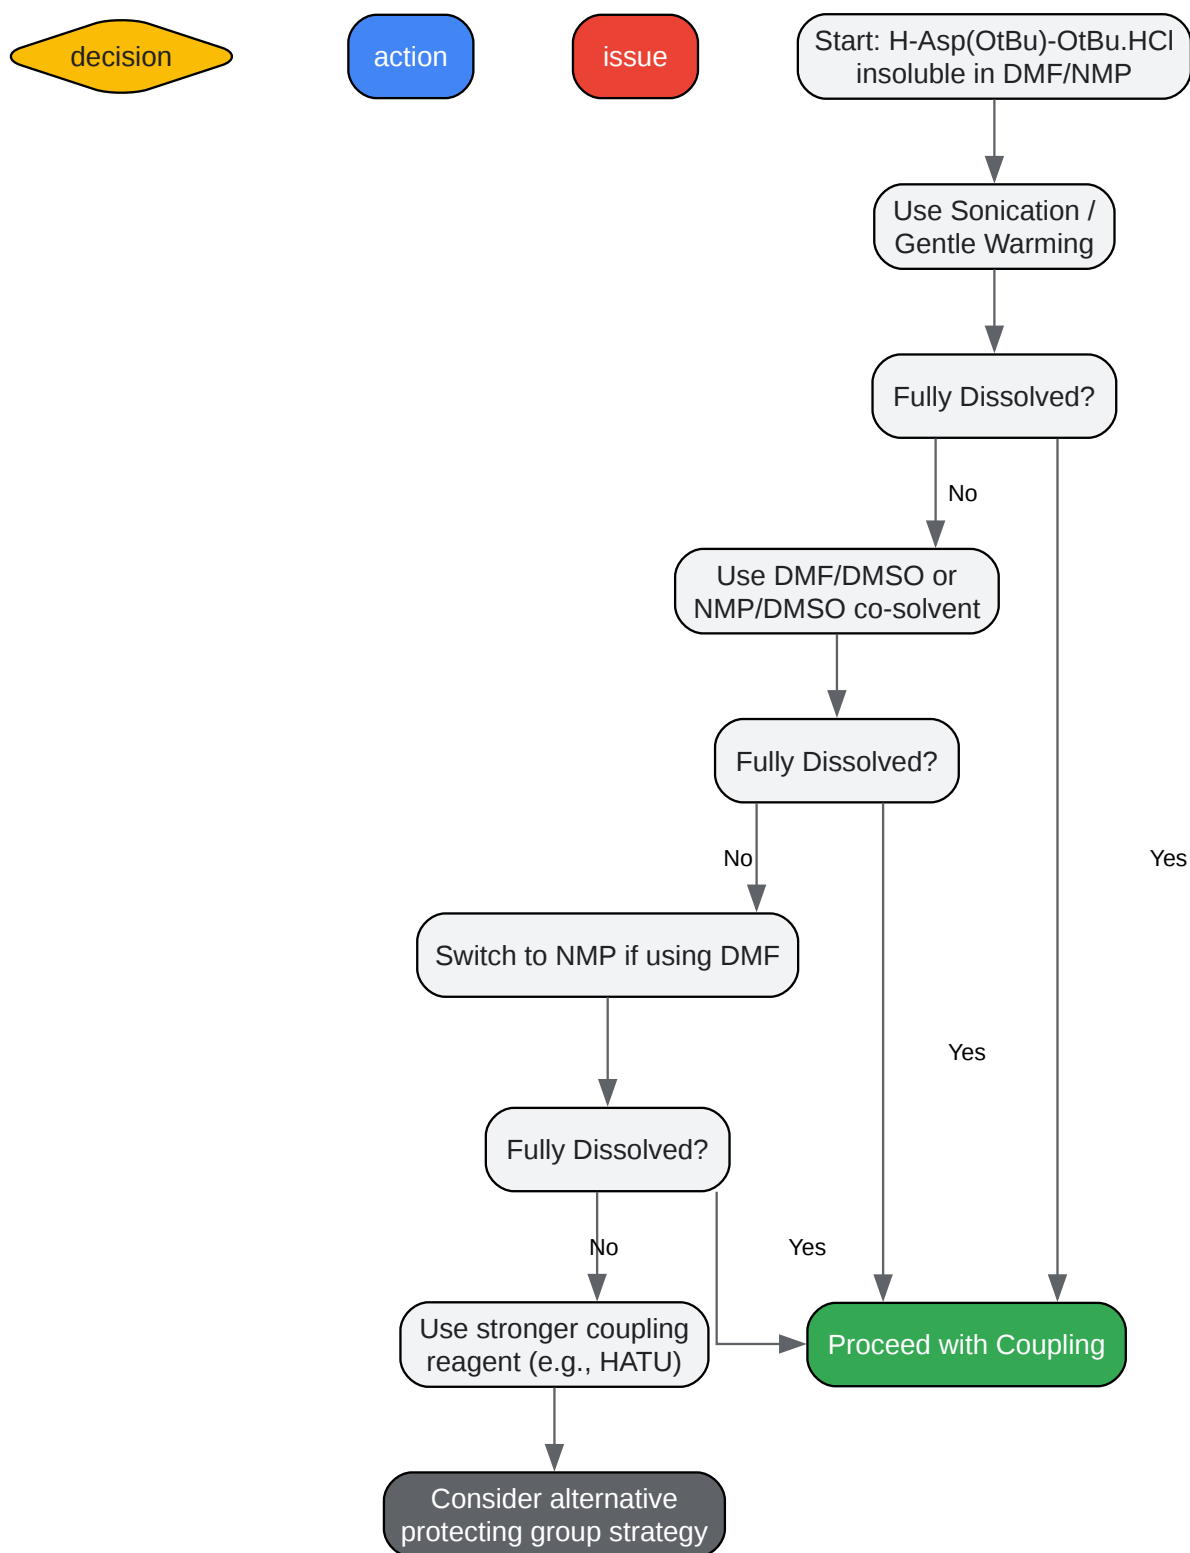 decision
action
issue
Start: H-Asp(OtBu)-OtBu.HCl
insoluble in DMF/NMP
Use Sonication /
Gentle Warming
Fully Dissolved?
No
Use DMF/DMSO or
NMP/DMSO co-solvent
Fully Dissolved?
No
Yes
Switch to NMP if using DMF
Yes
Fully Dissolved?
No
Yes
Use stronger coupling
reagent (e.g., HATU)
Proceed with Coupling
Consider alternative
protecting group strategy